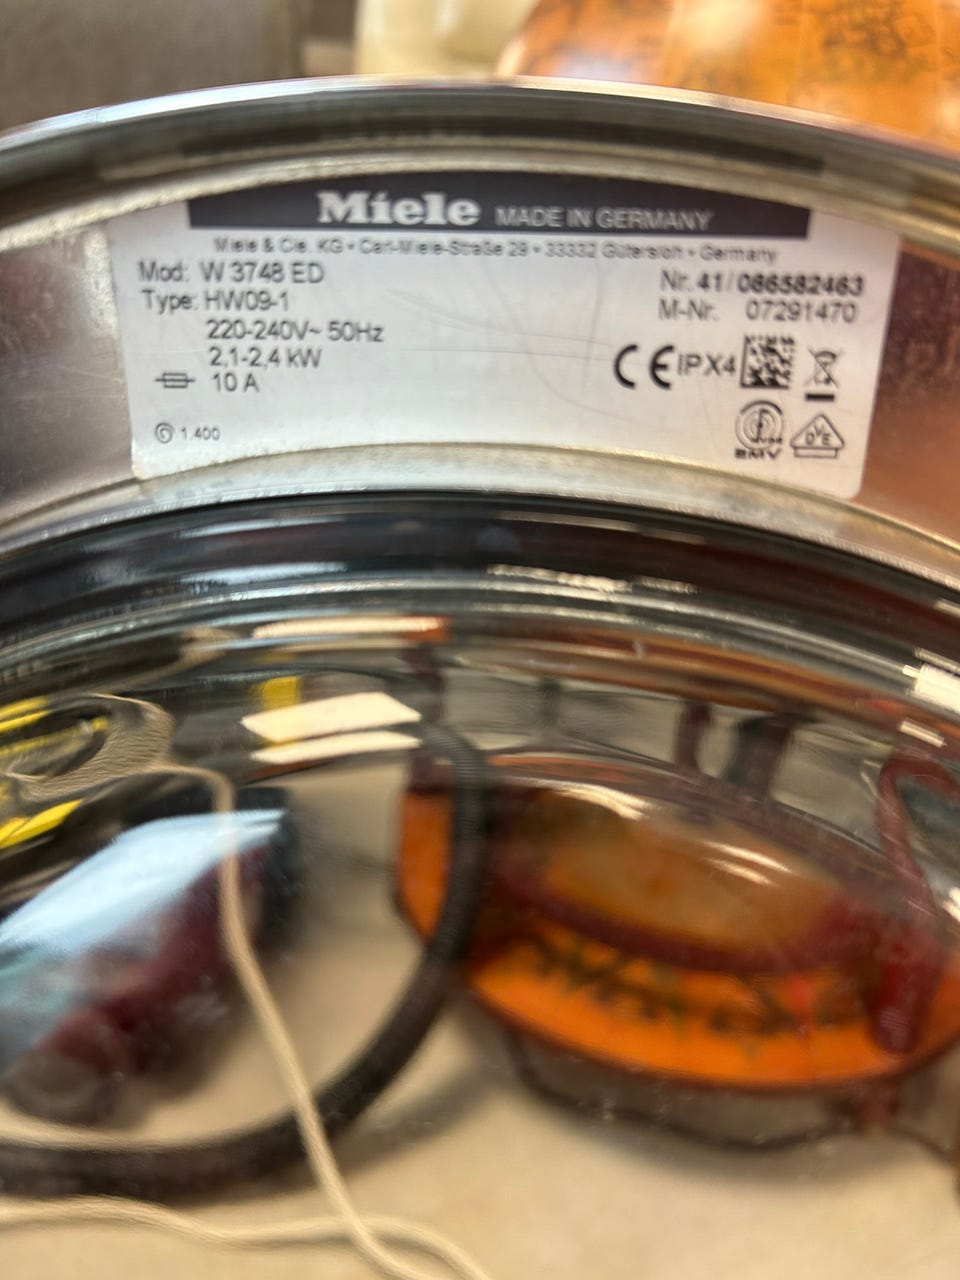 Miele MADE IN GERMANY
Miele & Cie. KG • Carl-Miele-Straße 29 • 33332 Gütersloh • Germany
Mod: W 3748 ED
Nr. 41/086582463
Type: HW09-1
M-Nr. 07291470
220-240V~ 50Hz
2,1-2,4 kW
10 A
CE IPX4
1.400
EMV
DVE